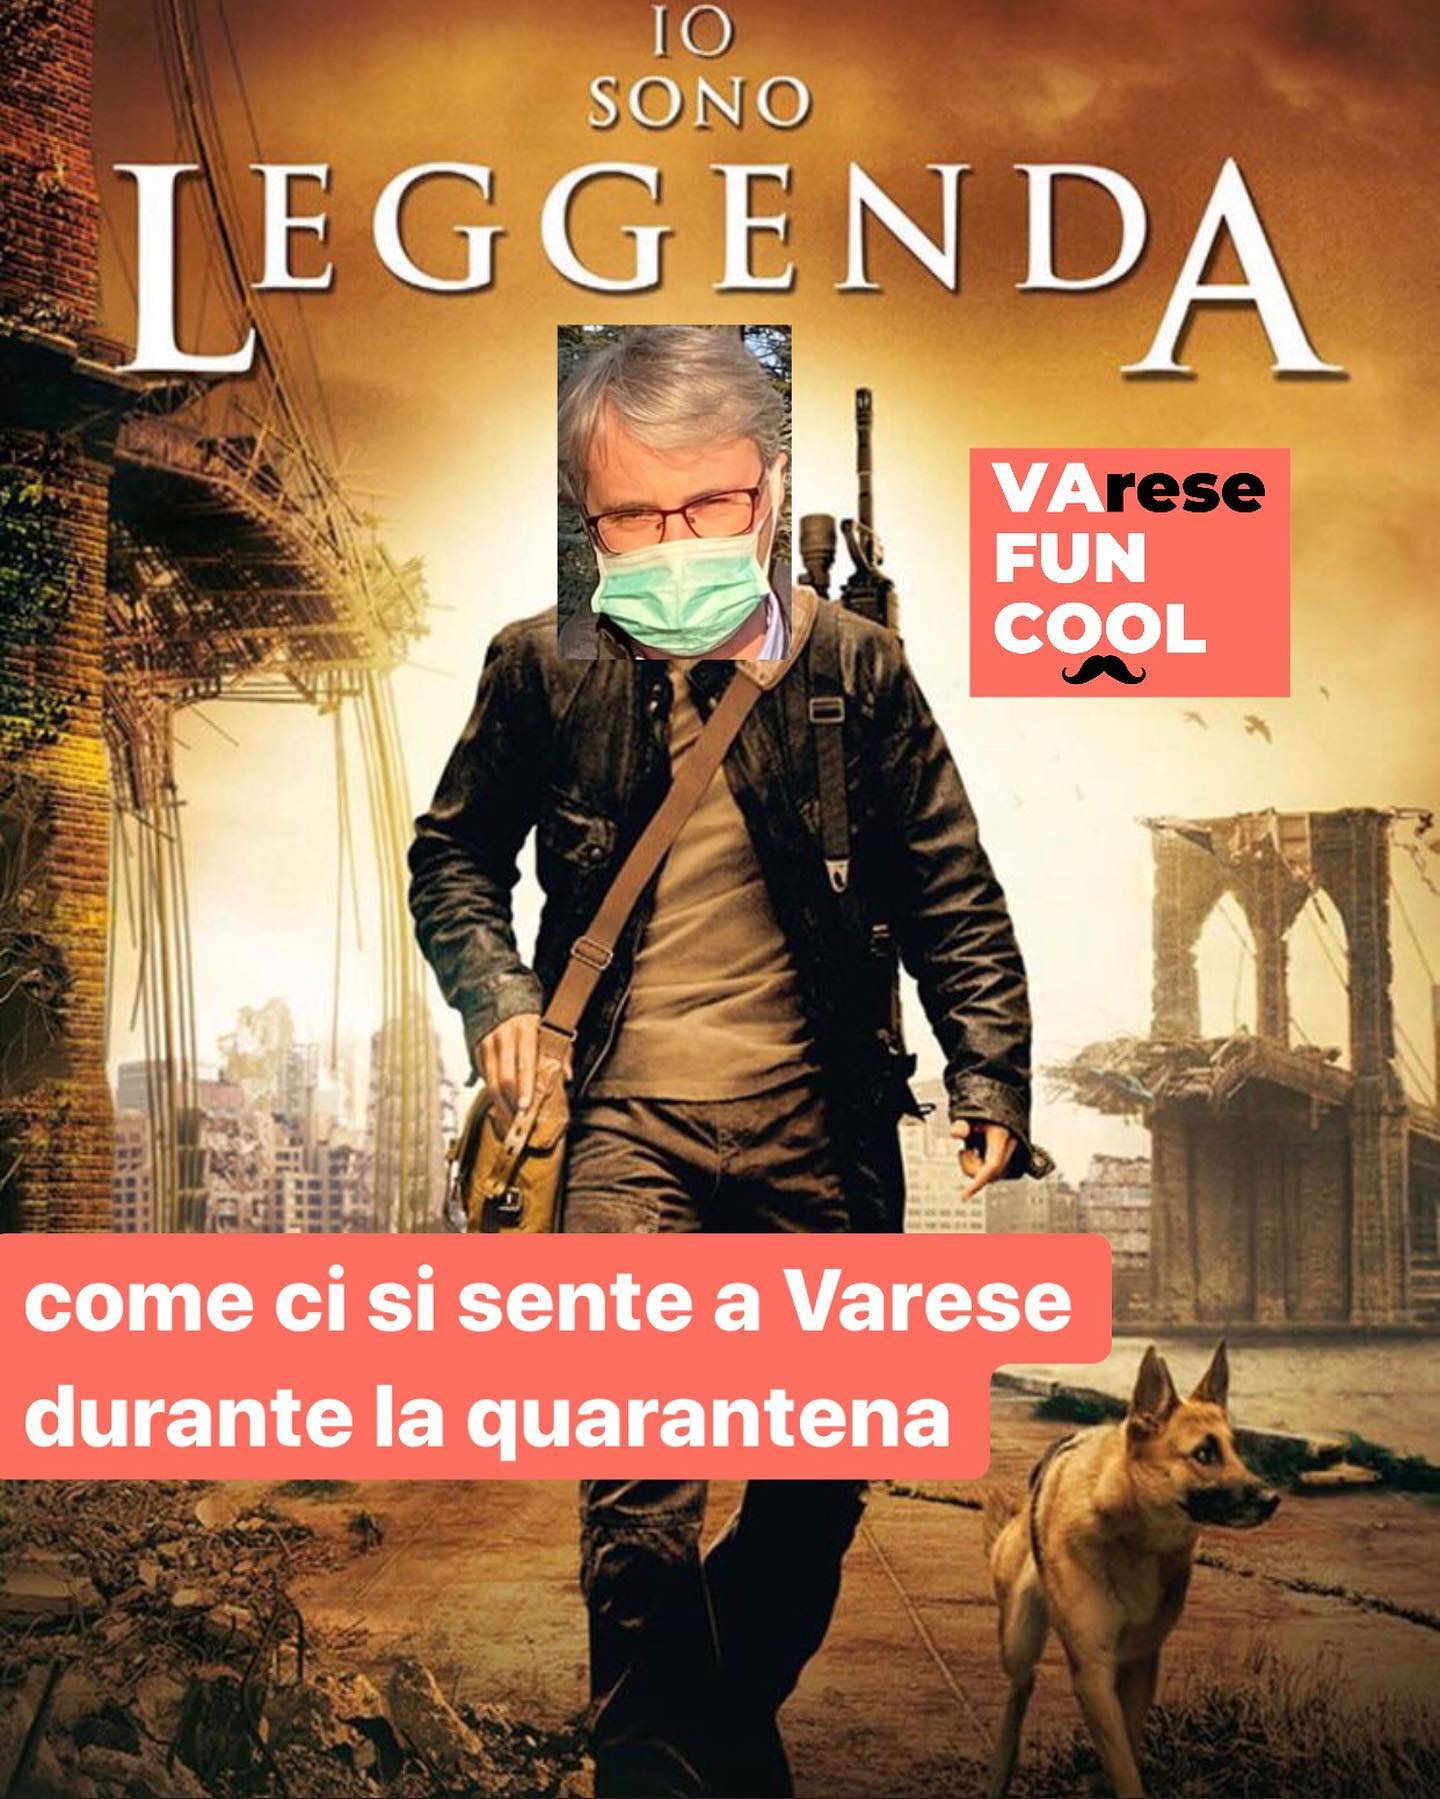 IO
SONO
LEGGENDA
VArese
FUN
COOL
come ci si sente a Varese
durante la quarantena